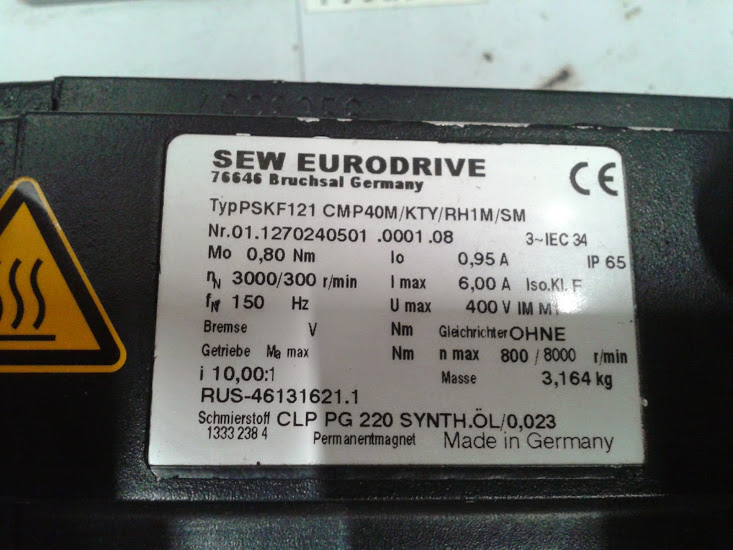 SEW EURODRIVE
76646 Bruchsal Germany
CE
Typ PSKF121 CMP40M/KTY/RH1M/SM
Nr. 01.1270240501 .0001.08 3~IEC 34
Mo 0,80 Nm Io 0,95 A IP 65
nN 3000/300 r/min I max 6,00 A Iso.Kl. F
fN 150 Hz U max 400 V IM M1
Bremse V Nm Gleichrichter OHNE
Getriebe Ma max Nm n max 800 / 8000 r/min
i 10,00:1 Masse 3,164 kg
RUS-46131621.1
Schmierstoff CLP PG 220 SYNTH.ÖL/0,023
1333 238 4 Permanentmagnet Made in Germany